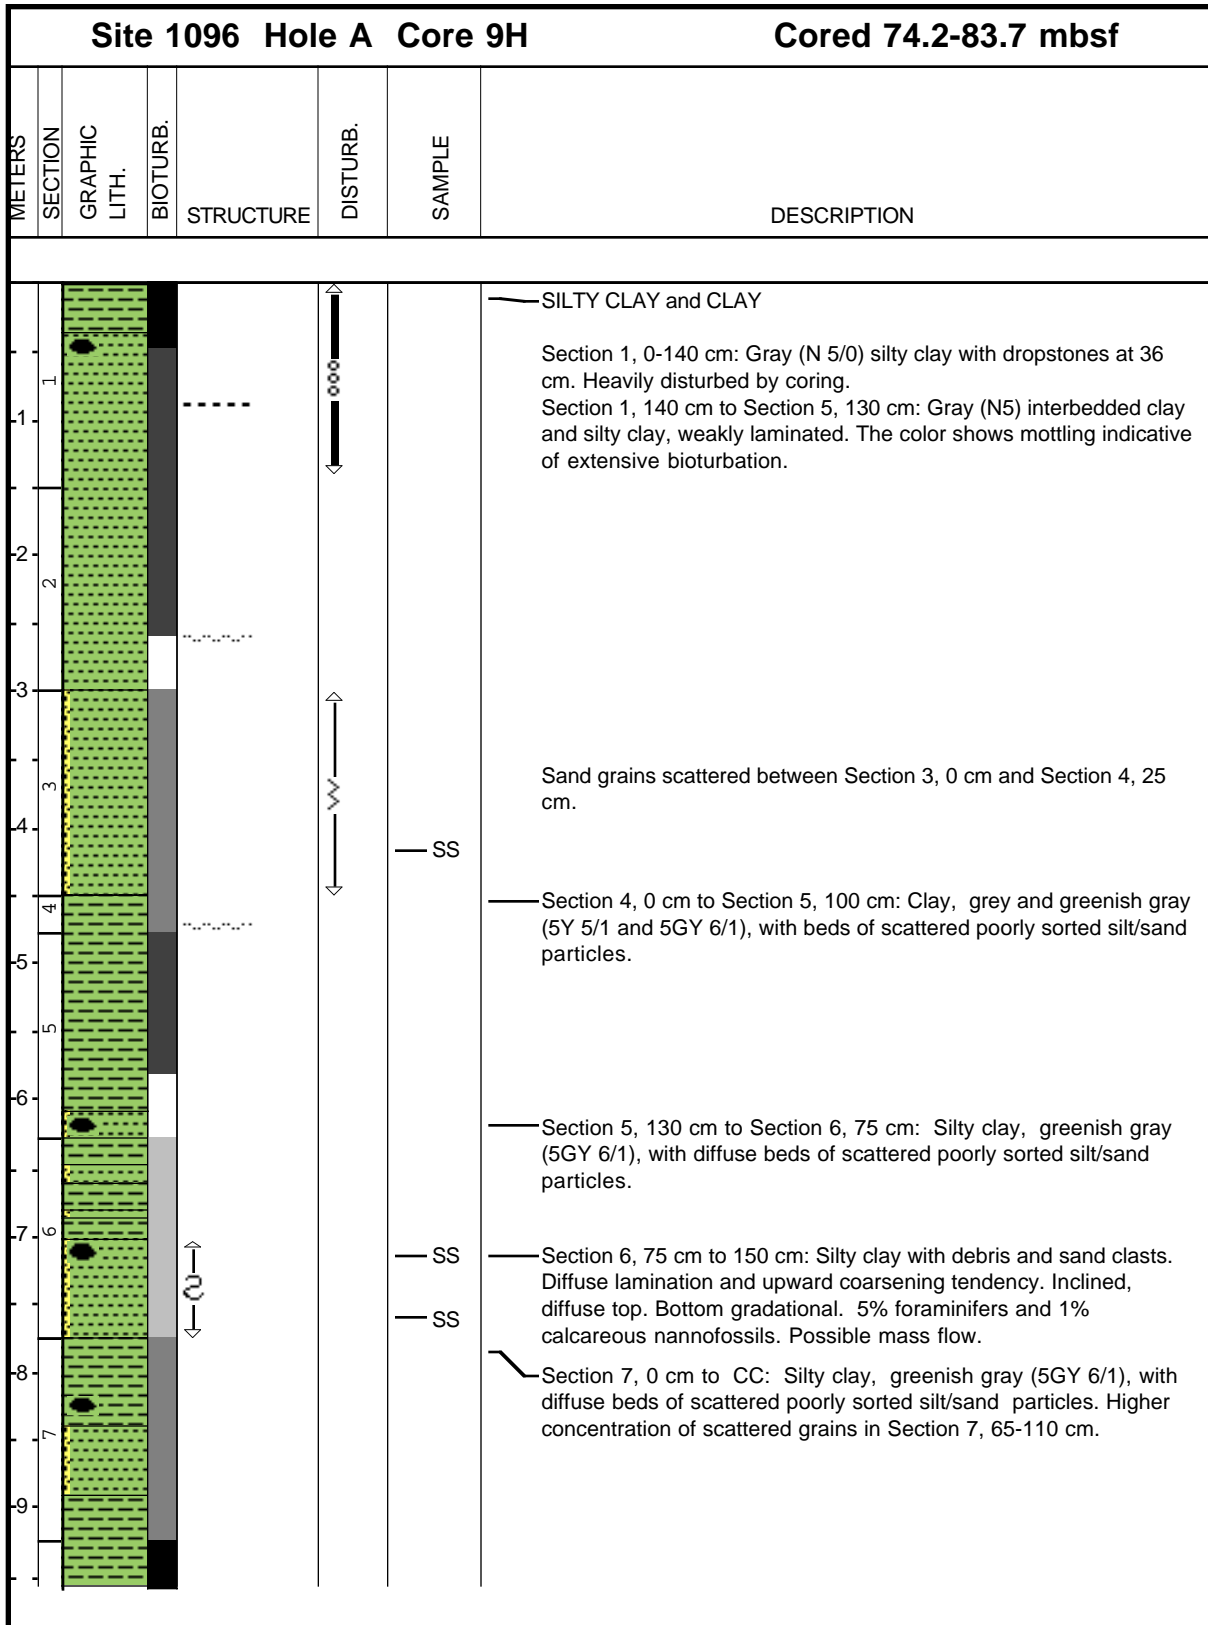 Site 1096 Hole A Core 9H Cored 74.2-83.7 mbsf
METERS
SECTION
GRAPHIC
LITH.
BIOTURB.
STRUCTURE
DISTURB.
SAMPLE
DESCRIPTION
SILTY CLAY and CLAY
Section 1, 0-140 cm: Gray (N 5/0) silty clay with dropstones at 36
cm. Heavily disturbed by coring.
Section 1, 140 cm to Section 5, 130 cm: Gray (N5) interbedded clay
and silty clay, weakly laminated. The color shows mottling indicative
of extensive bioturbation.
1
1
2
2
3
3
Sand grains scattered between Section 3, 0 cm and Section 4, 25
cm.
4
SS
4
Section 4, 0 cm to Section 5, 100 cm: Clay, grey and greenish gray
(5Y 5/1 and 5GY 6/1), with beds of scattered poorly sorted silt/sand
particles.
5
5
6
Section 5, 130 cm to Section 6, 75 cm: Silty clay, greenish gray
(5GY 6/1), with diffuse beds of scattered poorly sorted silt/sand
particles.
7
6
SS
Section 6, 75 cm to 150 cm: Silty clay with debris and sand clasts.
Diffuse lamination and upward coarsening tendency. Inclined,
diffuse top. Bottom gradational. 5% foraminifers and 1%
calcareous nannofossils. Possible mass flow.
SS
8
Section 7, 0 cm to CC: Silty clay, greenish gray (5GY 6/1), with
diffuse beds of scattered poorly sorted silt/sand particles. Higher
concentration of scattered grains in Section 7, 65-110 cm.
7
9